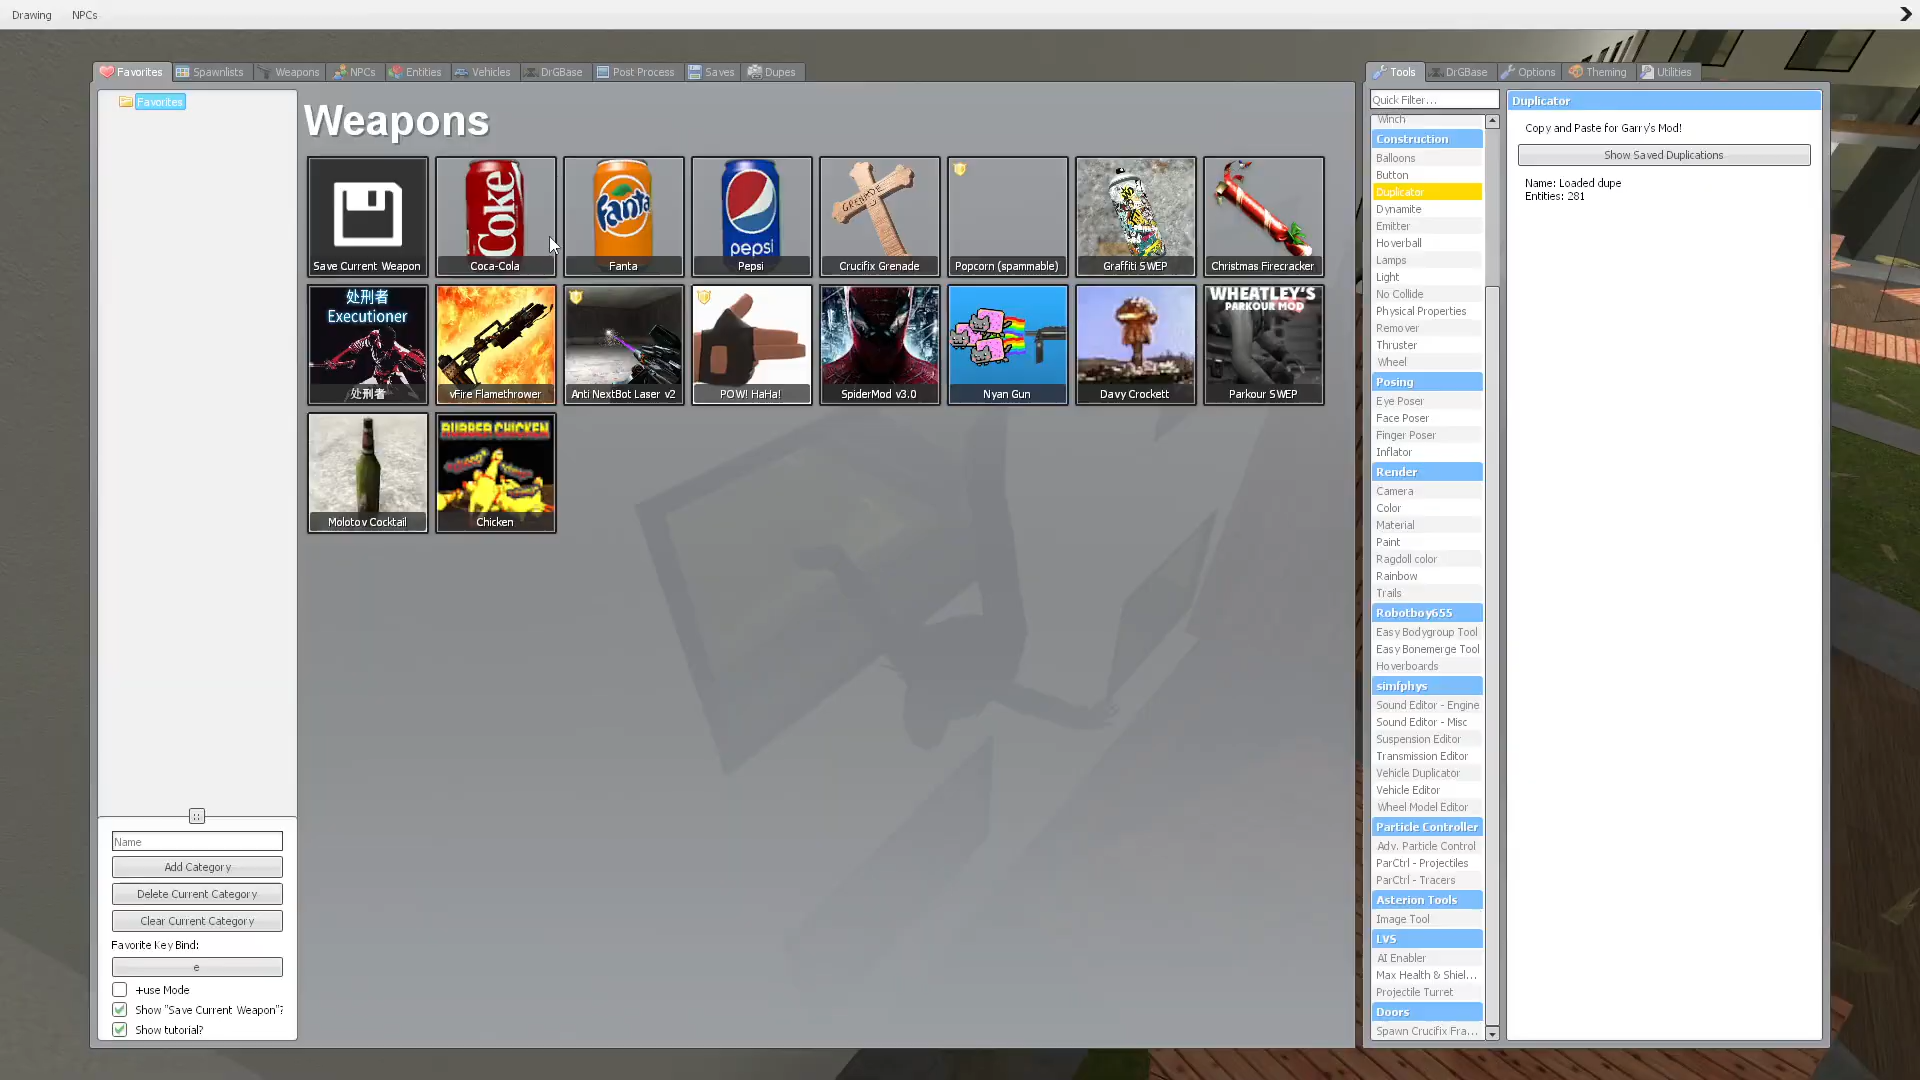 Drawing NPCs
Favorites Spawnlists Weapons NPCs Entities Vehicles DrGBase Post Process Saves Dupes
Favorites
Weapons
Save Current Weapon
Coke
Coca-Cola
Fanta
Fanta
pepsi
Pepsi
GRENADE
Crucifix Grenade
Popcorn (spammable)
Graffiti SWEP
Christmas Firecracker
处刑者
Executioner
处刑者
vFire Flamethrower
Anti NextBot Laser v2
POW! HaHa!
SpiderMod v3.0
Nyan Gun
Davy Crockett
WHEATLEY'S
PARKOUR MOD
Parkour SWEP
Molotov Cocktail
RUBBER CHICKEN
Chicken
Name
Add Category
Delete Current Category
Clear Current Category
Favorite Key Bind:
e
+use Mode
Show "Save Current Weapon"?
Show tutorial?
Tools DrGBase Options Theming Utilities
Quick Filter...
Winch
Construction
Balloons
Button
Duplicator
Dynamite
Emitter
Hoverball
Lamps
Light
No Collide
Physical Properties
Remover
Thruster
Wheel
Posing
Eye Poser
Face Poser
Finger Poser
Inflator
Render
Camera
Color
Material
Paint
Ragdoll color
Rainbow
Trails
Robotboy655
Easy Bodygroup Tool
Easy Bonemerge Tool
Hoverboards
simfphys
Sound Editor - Engine
Sound Editor - Misc
Suspension Editor
Transmission Editor
Vehicle Duplicator
Vehicle Editor
Wheel Model Editor
Particle Controller
Adv. Particle Control
ParCtrl - Projectiles
ParCtrl - Tracers
Asterion Tools
Image Tool
LVS
AI Enabler
Max Health & Shiel...
Projectile Turret
Doors
Spawn Crucifix Fra...
Duplicator
Copy and Paste for Garry's Mod!
Show Saved Duplications
Name: Loaded dupe
Entities: 281